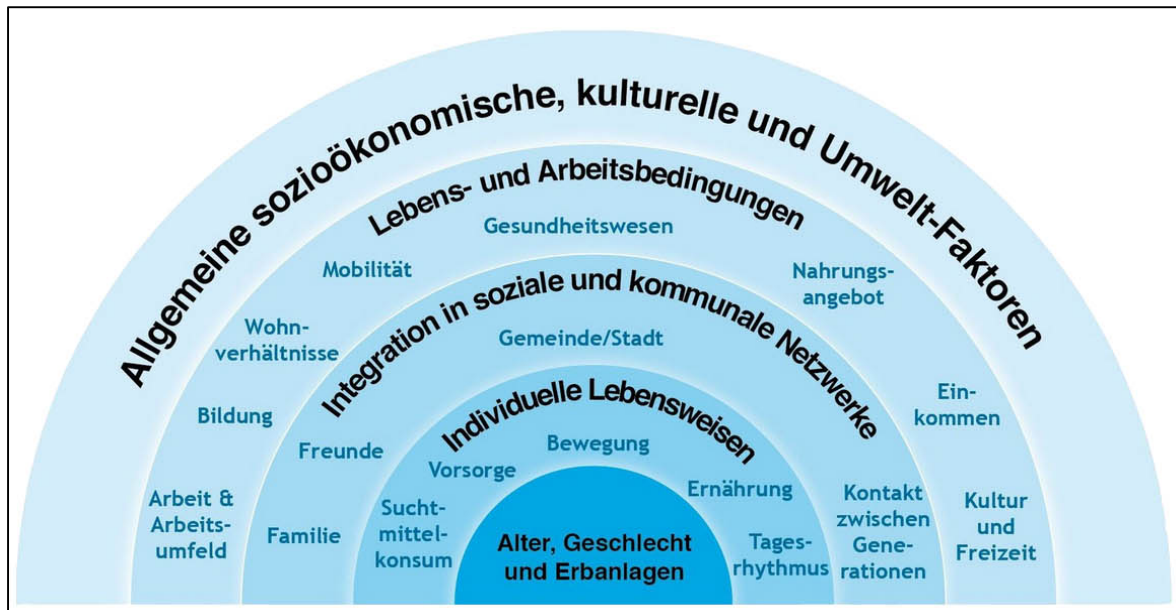 Allgemeine sozioökonomische, kulturelle und Umwelt-Faktoren
Lebens- und Arbeitsbedingungen
Gesundheitswesen
Mobilität
Nahrungs-
angebot
Wohn-
verhältnisse
Bildung
Ein-
kommen
Arbeit &
Arbeits-
umfeld
Kultur
und
Freizeit
Integration in soziale und kommunale Netzwerke
Gemeinde/Stadt
Freunde
Familie
Kontakt
zwischen
Gene-
rationen
Individuelle Lebensweisen
Bewegung
Vorsorge
Ernährung
Sucht-
mittel-
konsum
Tages-
rhythmus
Alter, Geschlecht
und Erbanlagen